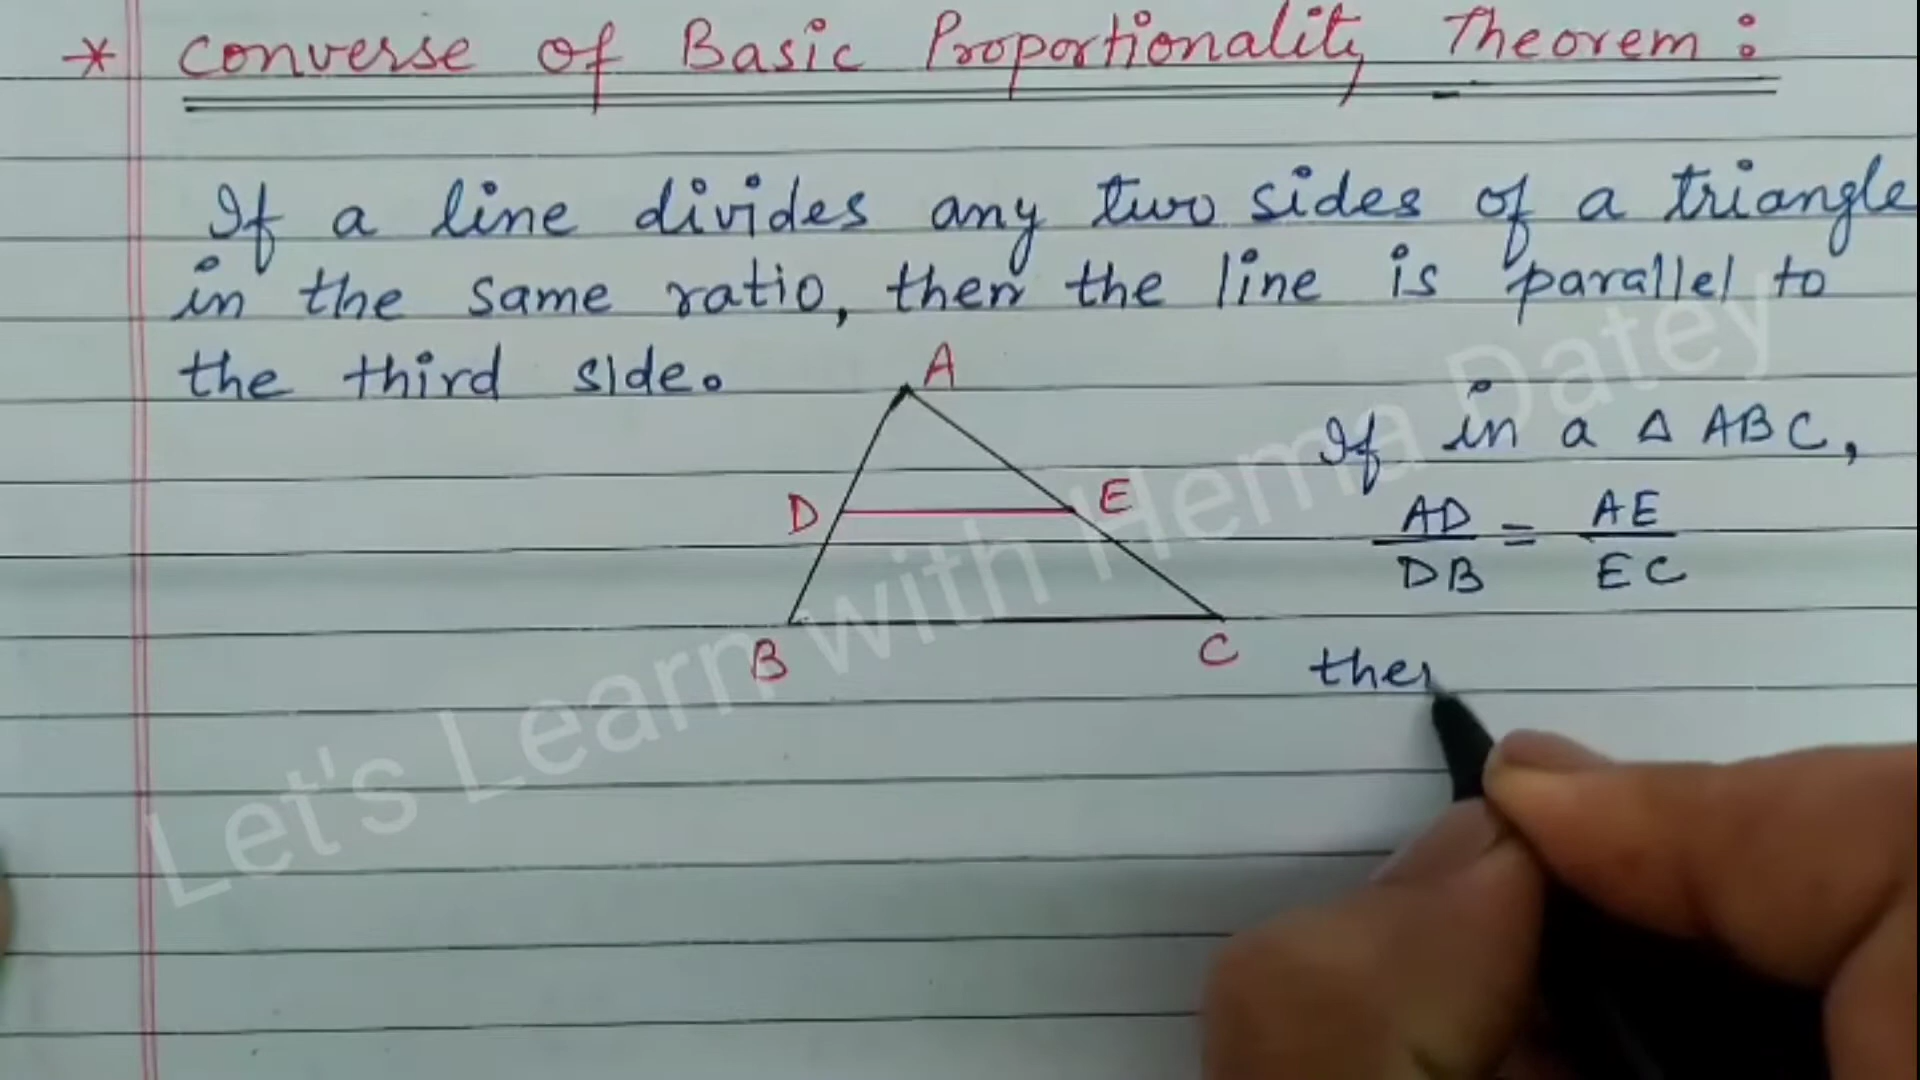 * Converse of Basic Proportionality Theorem :
If a line divides any two sides of a triangle
in the same ratio, then the line is parallel to
the third side.
A
If in a △ ABC,
D
E
AD/DB = AE/EC
B
C
then
Let's Learn with Hema Datey